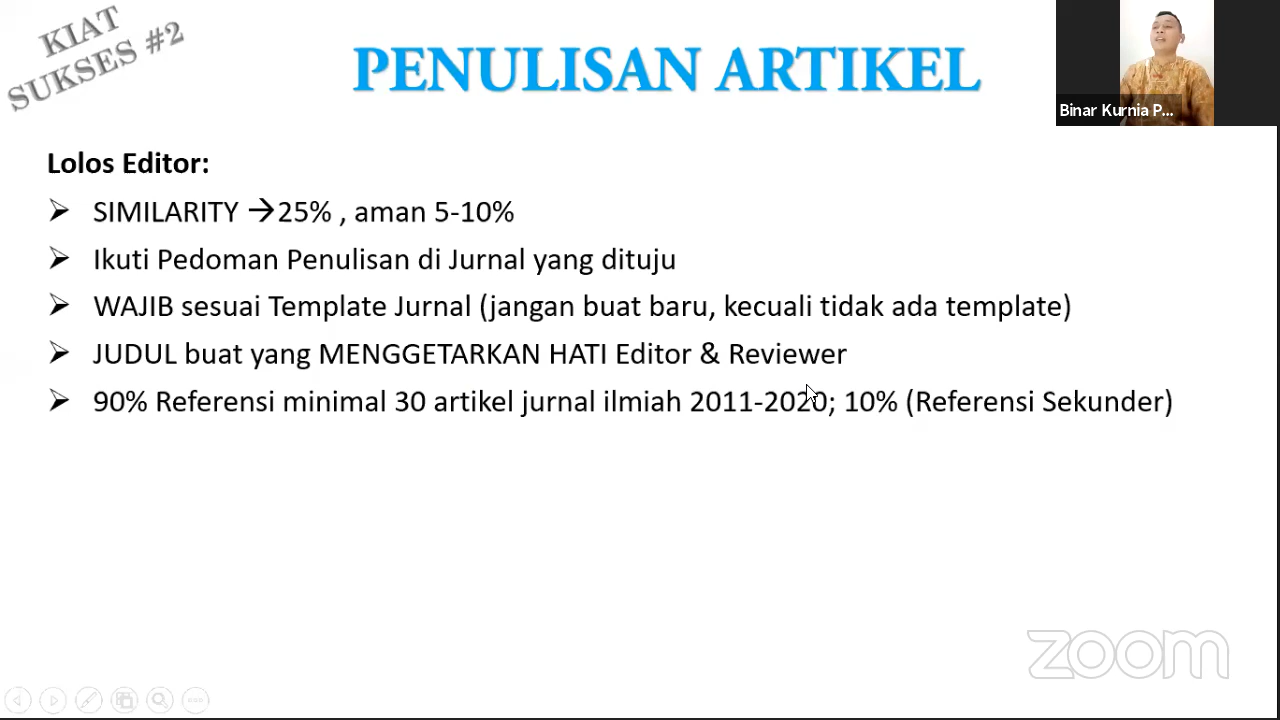 KIAT
SUKSES #2
PENULISAN ARTIKEL
Binar Kurnia P...
Lolos Editor:
➢ SIMILARITY →25% , aman 5-10%
➢ Ikuti Pedoman Penulisan di Jurnal yang dituju
➢ WAJIB sesuai Template Jurnal (jangan buat baru, kecuali tidak ada template)
➢ JUDUL buat yang MENGGETARKAN HATI Editor & Reviewer
➢ 90% Referensi minimal 30 artikel jurnal ilmiah 2011-2020; 10% (Referensi Sekunder)
zoom